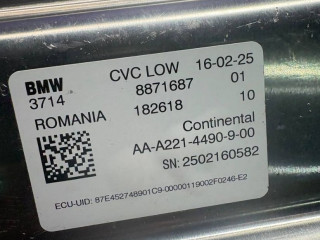 BMW CVC LOW 16-02-25
3714 8871687 01
ROMANIA 182618 10
Continental
AA-A221-4490-9-00
SN: 2502160582
ECU-UID: 87E452748901C9-00000119002F0246-E2